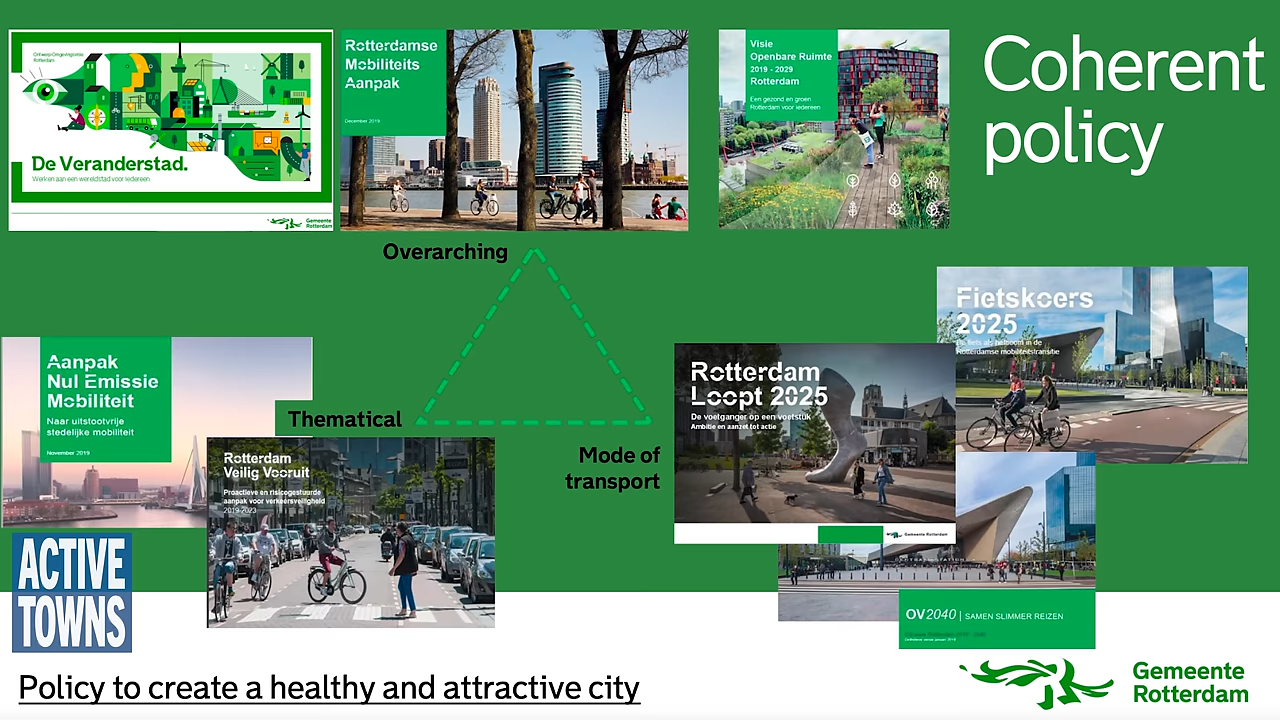 Coherent
policy
Ontwerp-Omgevingsvisie
Rotterdam
De Veranderstad.
Werken aan een wereldstad voor iedereen
Gemeente
Rotterdam
Rotterdamse
Mobiliteits
Aanpak
December 2019
Visie
Openbare Ruimte
2019 - 2029
Rotterdam
Een gezond en groen
Rotterdam voor iedereen
Overarching
Thematical
Mode of
transport
Aanpak
Nul Emissie
Mobiliteit
Naar uitstootvrije
stedelijke mobiliteit
November 2019
Rotterdam
Veilig Vooruit
Proactieve en risicogestuurde
aanpak voor verkeersveiligheid
2019-2023
Rotterdam
Loopt 2025
De voetganger op een voetstuk
Ambitie en aanzet tot actie
Gemeente Rotterdam
Fietskoers
2025
De fiets als hefboom in de
Rotterdamse mobiliteitstransitie
OV2040 | SAMEN SLIMMER REIZEN
ACTIVE
TOWNS
Policy to create a healthy and attractive city
Gemeente
Rotterdam